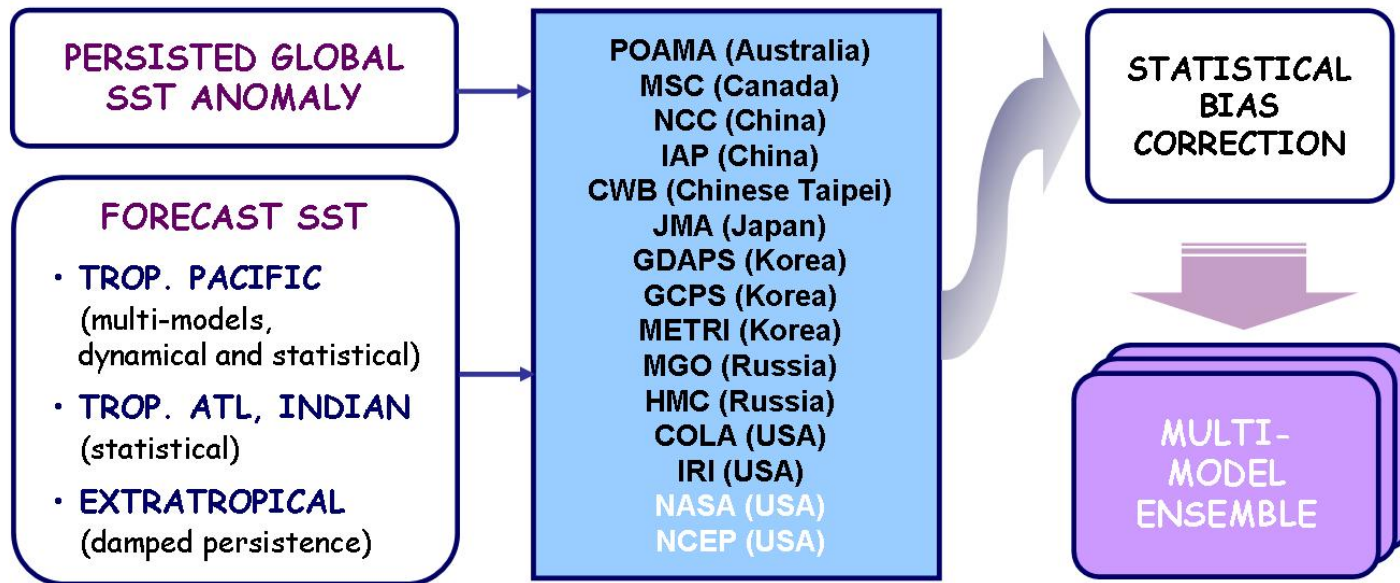 PERSISTED GLOBAL
SST ANOMALY
FORECAST SST
• TROP. PACIFIC
(multi-models,
dynamical and statistical)
• TROP. ATL, INDIAN
(statistical)
• EXTRATROPICAL
(damped persistence)
POAMA (Australia)
MSC (Canada)
NCC (China)
IAP (China)
CWB (Chinese Taipei)
JMA (Japan)
GDAPS (Korea)
GCPS (Korea)
METRI (Korea)
MGO (Russia)
HMC (Russia)
COLA (USA)
IRI (USA)
NASA (USA)
NCEP (USA)
STATISTICAL
BIAS
CORRECTION
MULTI-
MODEL
ENSEMBLE